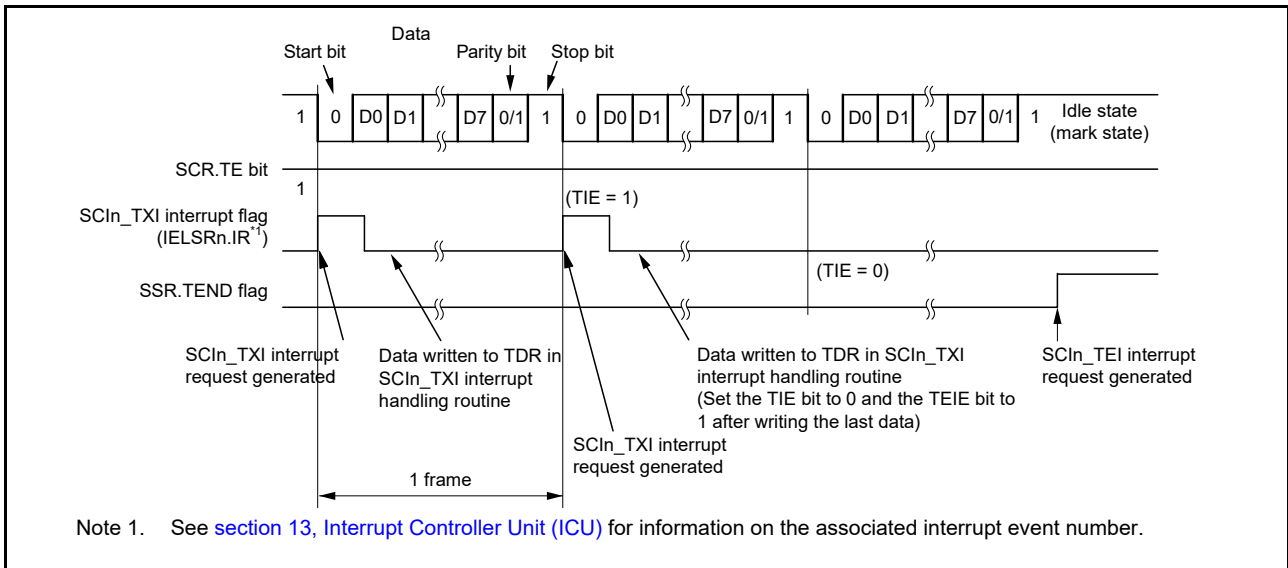 Data
Start bit
Parity bit
Stop bit
1 0 D0 D1 D7 0/1 1 0 D0 D1 D7 0/1 1 0 D0 D1 D7 0/1 1
Idle state
(mark state)
SCR.TE bit
1
(TIE = 1)
SCIn_TXI interrupt flag
(IELSRn.IR*1)
(TIE = 0)
SSR.TEND flag
SCIn_TXI interrupt
request generated
Data written to TDR in
SCIn_TXI interrupt
handling routine
Data written to TDR in SCIn_TXI
interrupt handling routine
(Set the TIE bit to 0 and the TEIE bit to
1 after writing the last data)
SCIn_TEI interrupt
request generated
SCIn_TXI interrupt
request generated
1 frame
Note 1. See section 13, Interrupt Controller Unit (ICU) for information on the associated interrupt event number.